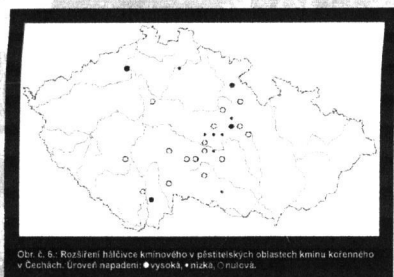 Obr. č. 6.: Rozšíření hálčivce kmínového v pěstitelských oblastech kmínu kořenného
v Čechách. Úroveň napadení: ●vysoká, •nízká, ○nulová.